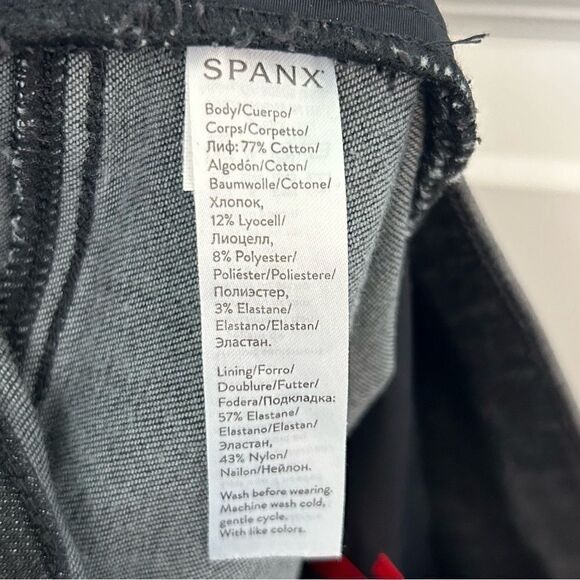 SPANX
Body/Cuerpo/
Corps/Corpetto/
Лиф: 77% Cotton/
Algodón/Coton/
Baumwolle/Cotone/
Хлопок,
12% Lyocell/
Лиоцелл,
8% Polyester/
Poliéster/Poliestere/
Полиэстер,
3% Elastane/
Elastano/Elastan/
Эластан.
Lining/Forro/
Doublure/Futter/
Fodera/Подкладка:
57% Elastane/
Elastano/Elastan/
Эластан,
43% Nylon/
Nailon/Нейлон.
Wash before wearing.
Machine wash cold,
gentle cycle.
With like colors.